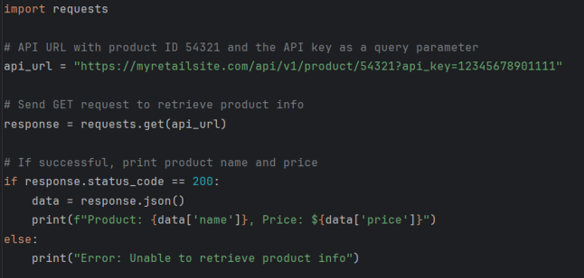 import requests

# API URL with product ID 54321 and the API key as a query parameter
api_url = "https://myretailsite.com/api/v1/product/54321?api_key=12345678901111"

# Send GET request to retrieve product info
response = requests.get(api_url)

# If successful, print product name and price
if response.status_code == 200:
    data = response.json()
    print(f"Product: {data['name']}, Price: ${data['price']}")
else:
    print("Error: Unable to retrieve product info")